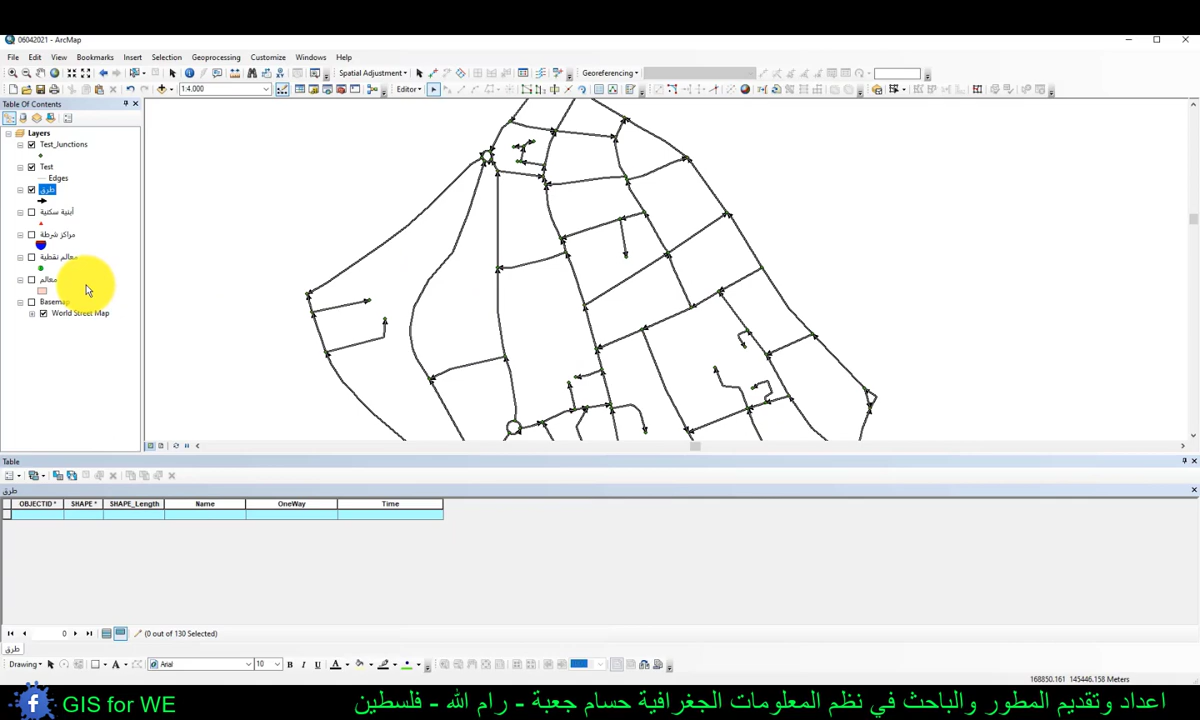 06042021 - ArcMap
File Edit View Bookmarks Insert Selection Geoprocessing Customize Windows Help
Spatial Adjustment Georeferencing
1:4,000 Editor
Table Of Contents
Layers
Test_Junctions
Test
Edges
طرق
أبنية سكنية
مراكز شرطة
معالم نقطية
معالم
Basemap
World Street Map
Table
طرق
OBJECTID * SHAPE * SHAPE_Length Name OneWay Time
0 (0 out of 130 Selected)
طرق
Drawing Arial 10 B I U A
168850.161 145446.158 Meters
GIS for WE
اعداد وتقديم المطور والباحث في نظم المعلومات الجغرافية حسام جعبة - رام الله - فلسطين